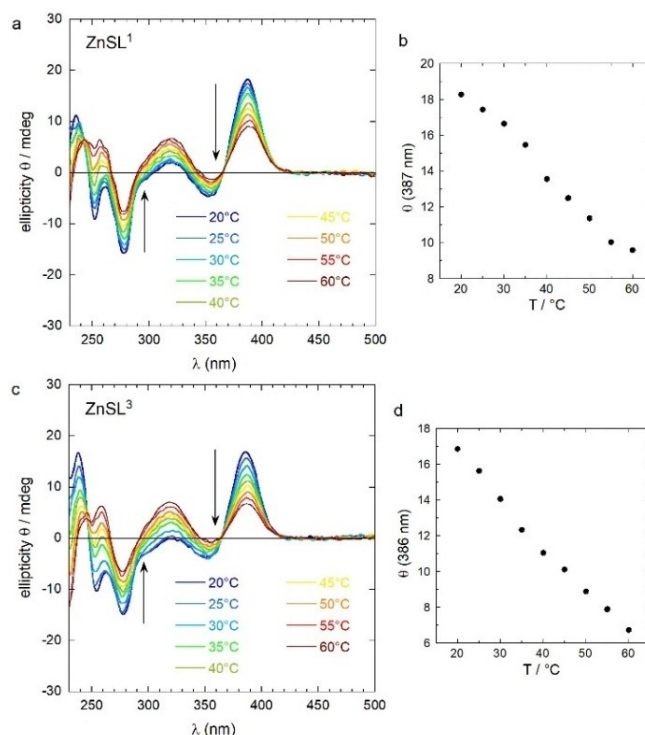 a
ZnSL¹
ellipticity θ / mdeg
30
20
10
0
-10
-20
-30
20°C 45°C
25°C 50°C
30°C 55°C
35°C 60°C
40°C
250 300 350 400 450 500
λ (nm)
b
θ (387 nm)
20
18
16
14
12
10
8
20 30 40 50 60
T / °C
c
ZnSL³
ellipticity θ / mdeg
30
20
10
0
-10
-20
-30
20°C 45°C
25°C 50°C
30°C 55°C
35°C 60°C
40°C
250 300 350 400 450 500
λ (nm)
d
θ (386 nm)
18
16
14
12
10
8
6
20 30 40 50 60
T / °C